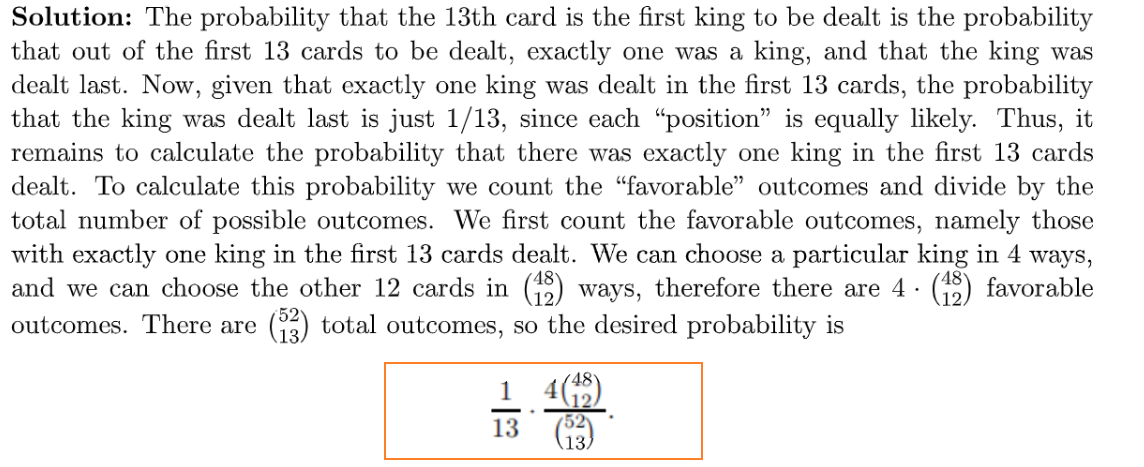 Solution: The probability that the 13th card is the first king to be dealt is the probability
that out of the first 13 cards to be dealt, exactly one was a king, and that the king was
dealt last. Now, given that exactly one king was dealt in the first 13 cards, the probability
that the king was dealt last is just 1/13, since each “position” is equally likely. Thus, it
remains to calculate the probability that there was exactly one king in the first 13 cards
dealt. To calculate this probability we count the “favorable” outcomes and divide by the
total number of possible outcomes. We first count the favorable outcomes, namely those
with exactly one king in the first 13 cards dealt. We can choose a particular king in 4 ways,
and we can choose the other 12 cards in $\binom{48}{12}$ ways, therefore there are $4 \cdot \binom{48}{12}$ favorable
outcomes. There are $\binom{52}{13}$ total outcomes, so the desired probability is
$\frac{1}{13} \cdot \frac{4\binom{48}{12}}{\binom{52}{13}}.$